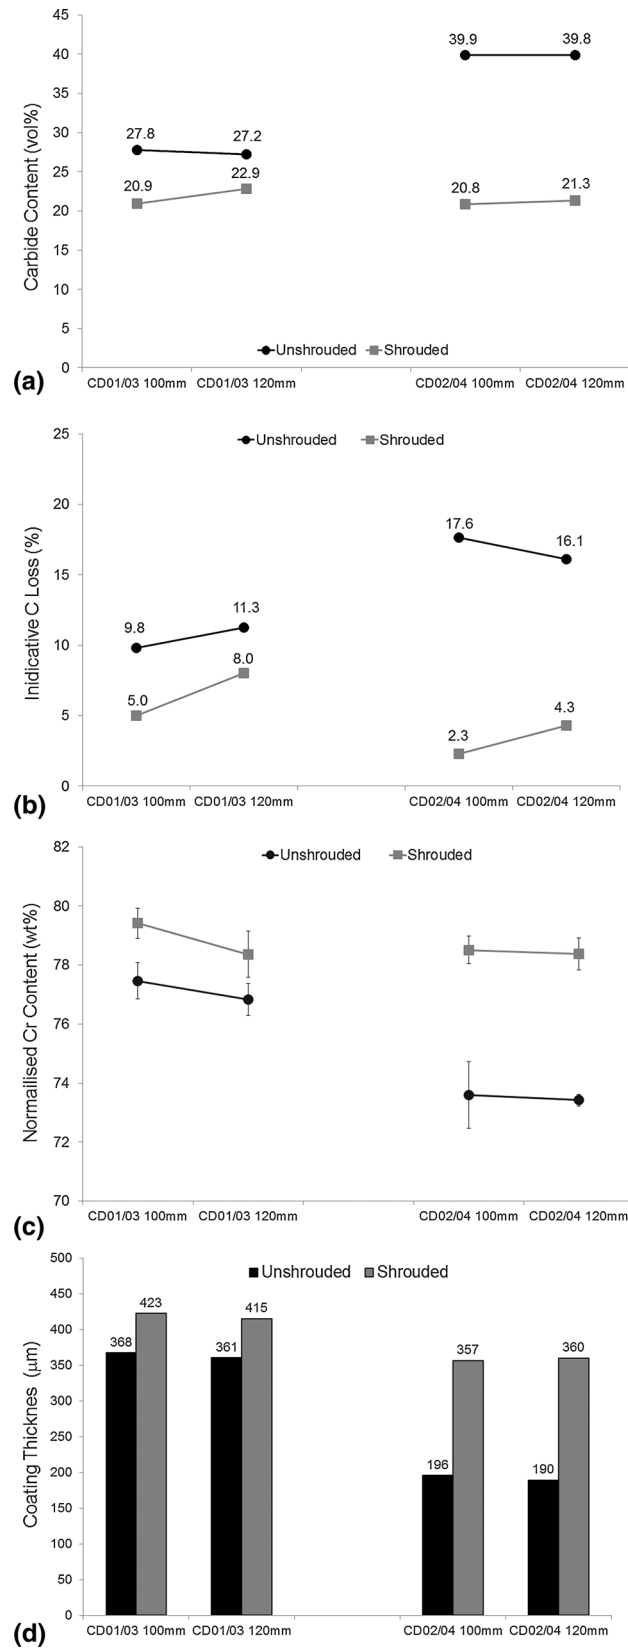 45
40
35
30
25
20
15
10
5
0
Carbide Content (vol%)
39.9
39.8
27.8
27.2
20.9
22.9
20.8
21.3
Unshrouded
Shrouded
CD01/03 100mm
CD01/03 120mm
CD02/04 100mm
CD02/04 120mm
(a)
25
20
15
10
5
0
Inidicative C Loss (%)
Unshrouded
Shrouded
17.6
16.1
9.8
11.3
5.0
8.0
2.3
4.3
CD01/03 100mm
CD01/03 120mm
CD02/04 100mm
CD02/04 120mm
(b)
82
80
78
76
74
72
70
Normailised Cr Content (wt%)
Unshrouded
Shrouded
CD01/03 100mm
CD01/03 120mm
CD02/04 100mm
CD02/04 120mm
(c)
500
450
400
350
300
250
200
150
100
50
0
Coating Thicknes (µm)
Unshrouded
Shrouded
368
423
361
415
196
357
190
360
CD01/03 100mm
CD01/03 120mm
CD02/04 100mm
CD02/04 120mm
(d)